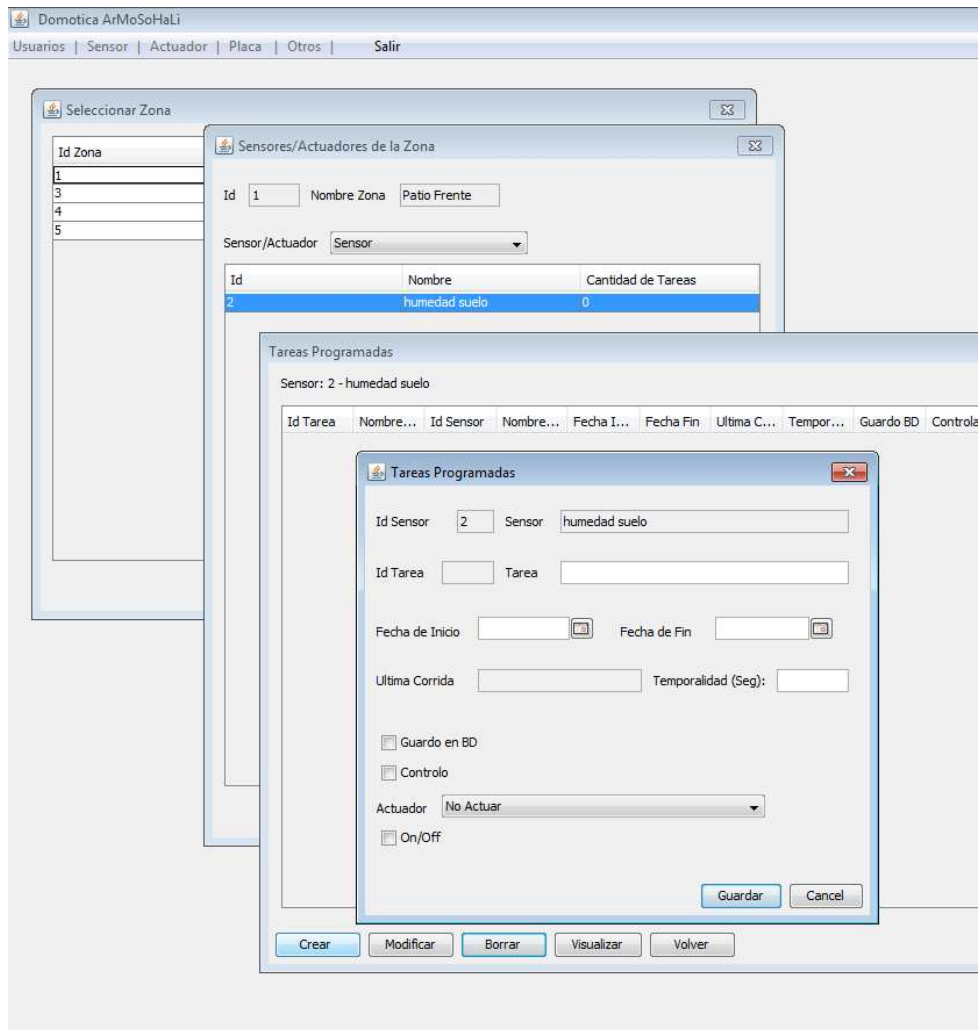 Domotica ArMoSoHaLi
Usuarios | Sensor | Actuador | Placa | Otros | Salir
Seleccionar Zona
Id Zona
1
3
4
5
Sensores/Actuadores de la Zona
Id 1 Nombre Zona Patio Frente
Sensor/Actuador Sensor
Id Nombre Cantidad de Tareas
2 humedad suelo 0
Tareas Programadas
Sensor: 2 - humedad suelo
Id Tarea Nombre... Id Sensor Nombre... Fecha I... Fecha Fin Ultima C... Tempor... Guardo BD Controla
Tareas Programadas
Id Sensor 2 Sensor humedad suelo
Id Tarea Tarea
Fecha de Inicio Fecha de Fin
Ultima Corrida Temporalidad (Seg):
Guardo en BD
Controlo
Actuador No Actuar
On/Off
Guardar Cancel
Crear Modificar Borrar Visualizar Volver